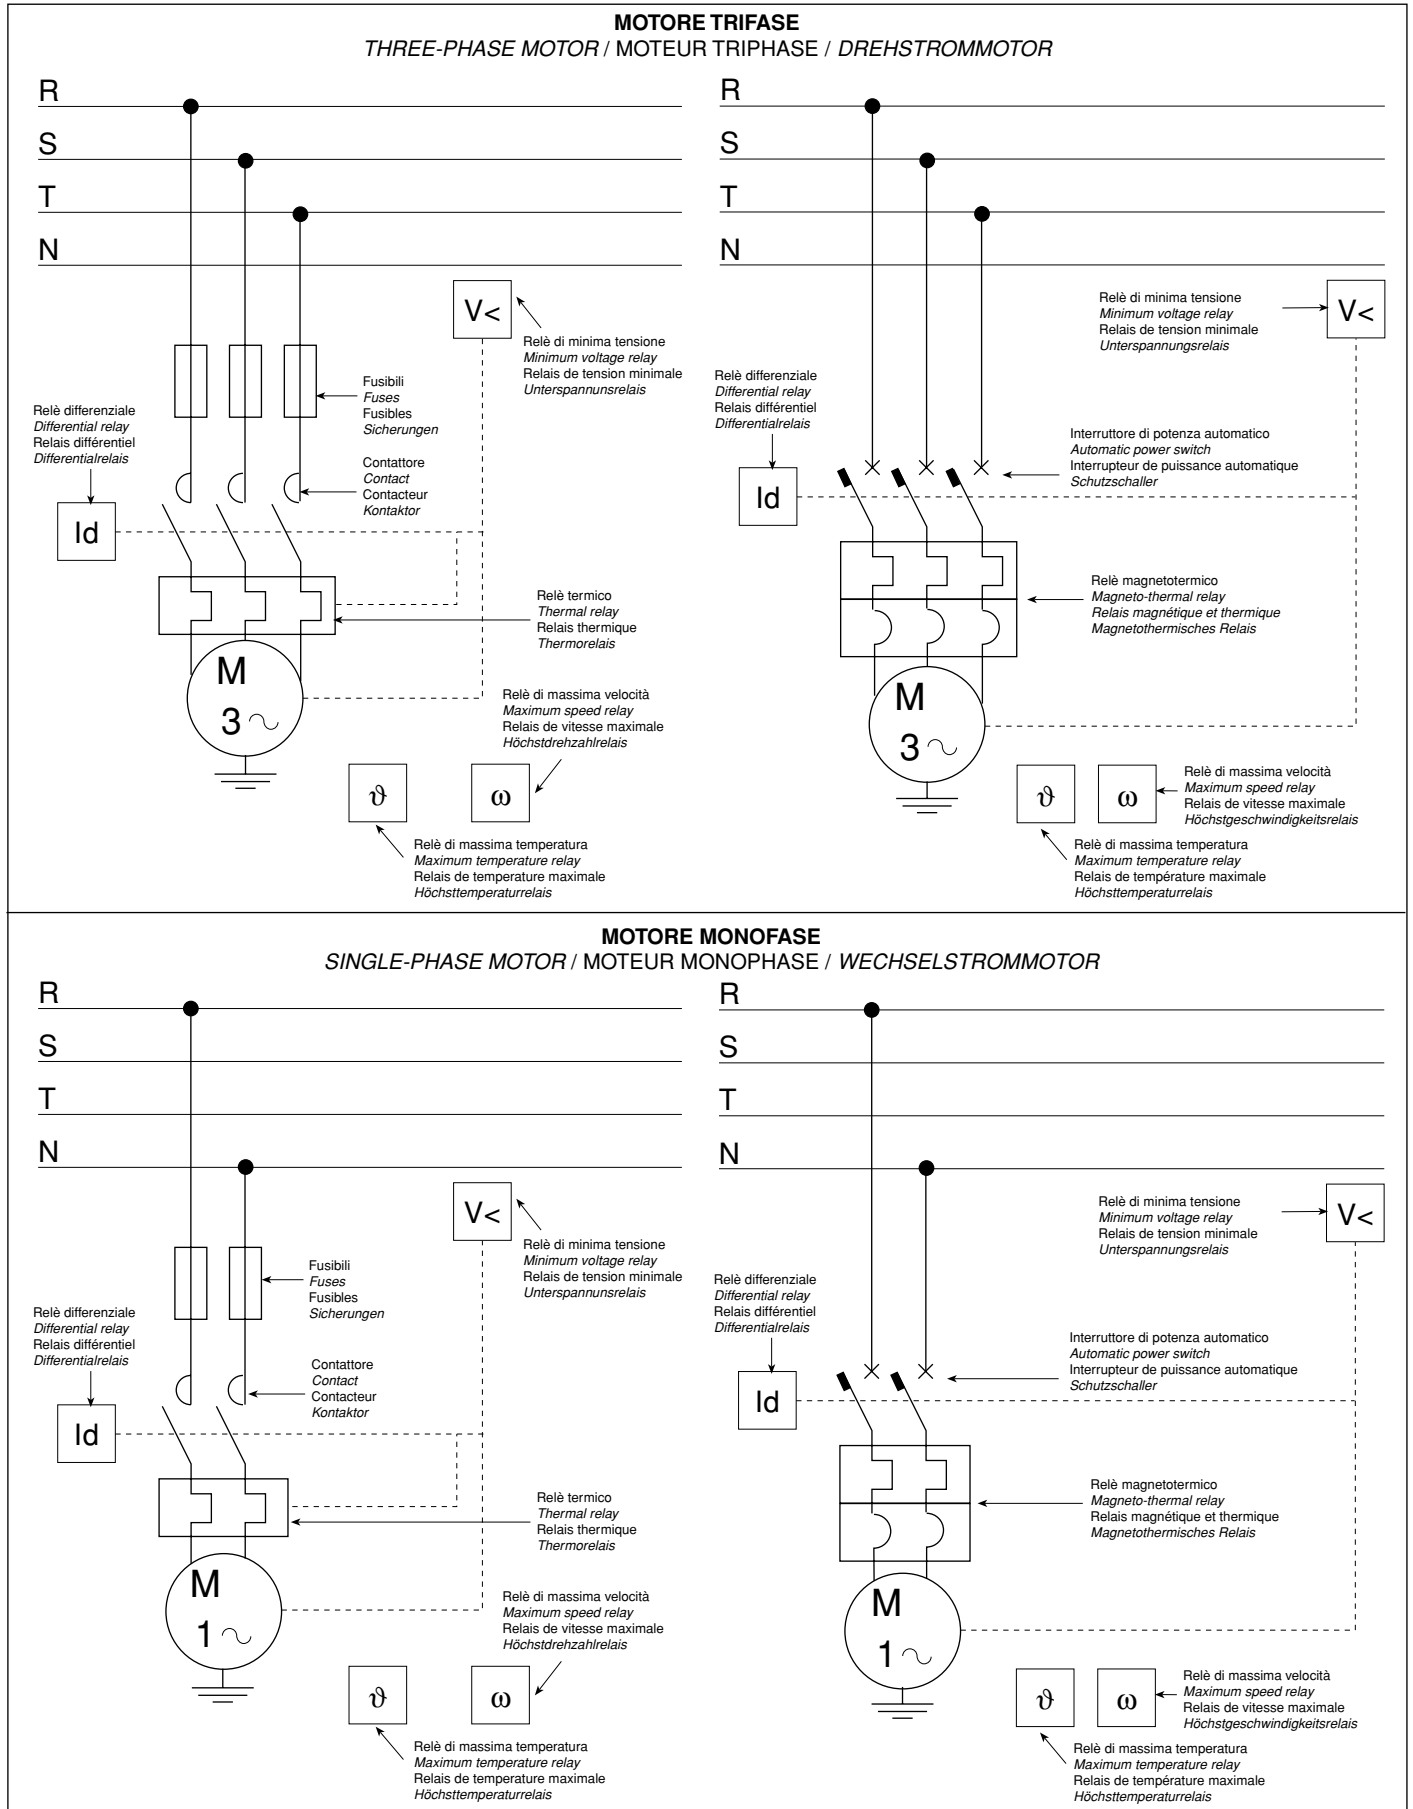 MOTORE TRIFASE
THREE-PHASE MOTOR / MOTEUR TRIPHASE / DREHSTROMMOTOR
R
S
T
N
V<
Relè di minima tensione
Minimum voltage relay
Relais de tension minimale
Unterspannunsrelais
Fusibili
Fuses
Fusibles
Sicherungen
Relè differenziale
Differential relay
Relais différentiel
Differentialrelais
Contattore
Contact
Contacteur
Kontaktor
Id
Relè termico
Thermal relay
Relais thermique
Thermorelais
M
3
Relè di massima velocità
Maximum speed relay
Relais de vitesse maximale
Höchstdrehzahlrelais
ϑ
ω
Relè di massima temperatura
Maximum temperature relay
Relais de temperature maximale
Höchsttemperaturrelais
R
S
T
N
Relè di minima tensione
Minimum voltage relay
Relais de tension minimale
Unterspannungsrelais
V<
Relè differenziale
Differential relay
Relais différentiel
Differentialrelais
Interruttore di potenza automatico
Automatic power switch
Interrupteur de puissance automatique
Schutzschaller
Id
Relè magnetotermico
Magneto-thermal relay
Relais magnétique et thermique
Magnetothermisches Relais
M
3
ϑ
ω
Relè di massima velocità
Maximum speed relay
Relais de vitesse maximale
Höchstgeschwindigkeitsrelais
Relè di massima temperatura
Maximum temperature relay
Relais de température maximale
Höchsttemperaturrelais
MOTORE MONOFASE
SINGLE-PHASE MOTOR / MOTEUR MONOPHASE / WECHSELSTROMMOTOR
R
S
T
N
V<
Relè di minima tensione
Minimum voltage relay
Relais de tension minimale
Unterspannunsrelais
Fusibili
Fuses
Fusibles
Sicherungen
Relè differenziale
Differential relay
Relais différentiel
Differentialrelais
Contattore
Contact
Contacteur
Kontaktor
Id
Relè termico
Thermal relay
Relais thermique
Thermorelais
M
1
Relè di massima velocità
Maximum speed relay
Relais de vitesse maximale
Höchstdrehzahlrelais
ϑ
ω
Relè di massima temperatura
Maximum temperature relay
Relais de temperature maximale
Höchsttemperaturrelais
R
S
T
N
Relè di minima tensione
Minimum voltage relay
Relais de tension minimale
Unterspannungsrelais
V<
Relè differenziale
Differential relay
Relais différentiel
Differentialrelais
Interruttore di potenza automatico
Automatic power switch
Interrupteur de puissance automatique
Schutzschaller
Id
Relè magnetotermico
Magneto-thermal relay
Relais magnétique et thermique
Magnetothermisches Relais
M
1
ϑ
ω
Relè di massima velocità
Maximum speed relay
Relais de vitesse maximale
Höchstgeschwindigkeitsrelais
Relè di massima temperatura
Maximum temperature relay
Relais de température maximale
Höchsttemperaturrelais